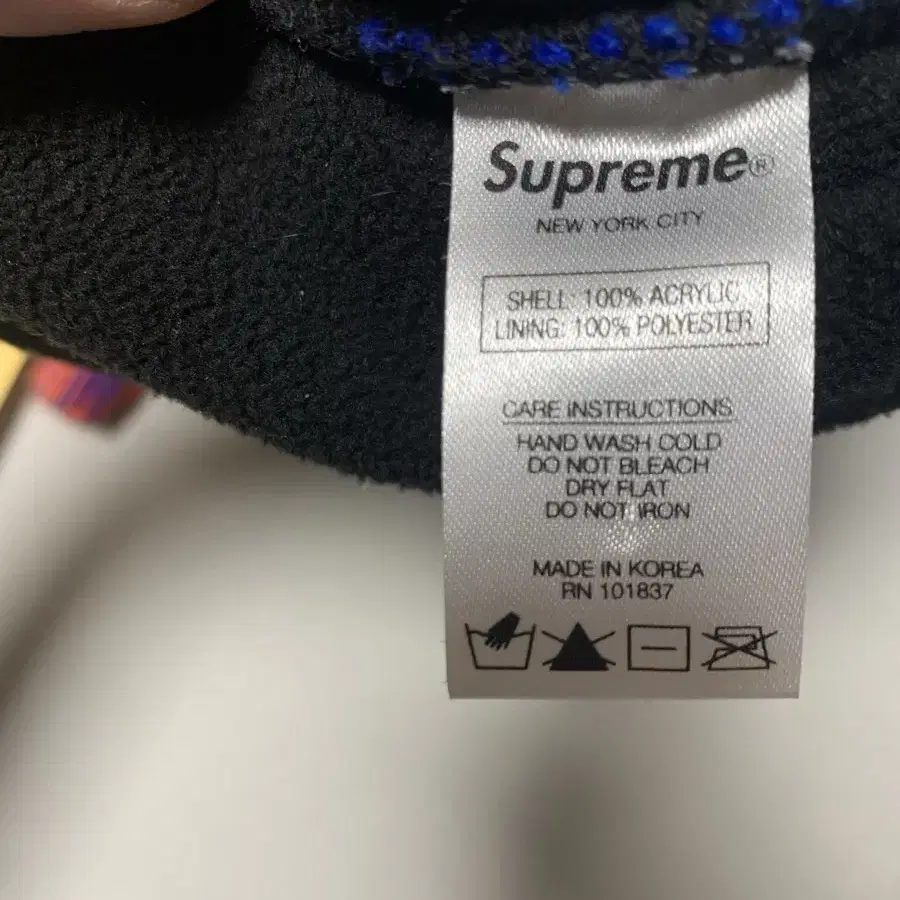 Supreme®
NEW YORK CITY
SHELL: 100% ACRYLIC
LINING: 100% POLYESTER
CARE INSTRUCTIONS
HAND WASH COLD
DO NOT BLEACH
DRY FLAT
DO NOT IRON
MADE IN KOREA
RN 101837